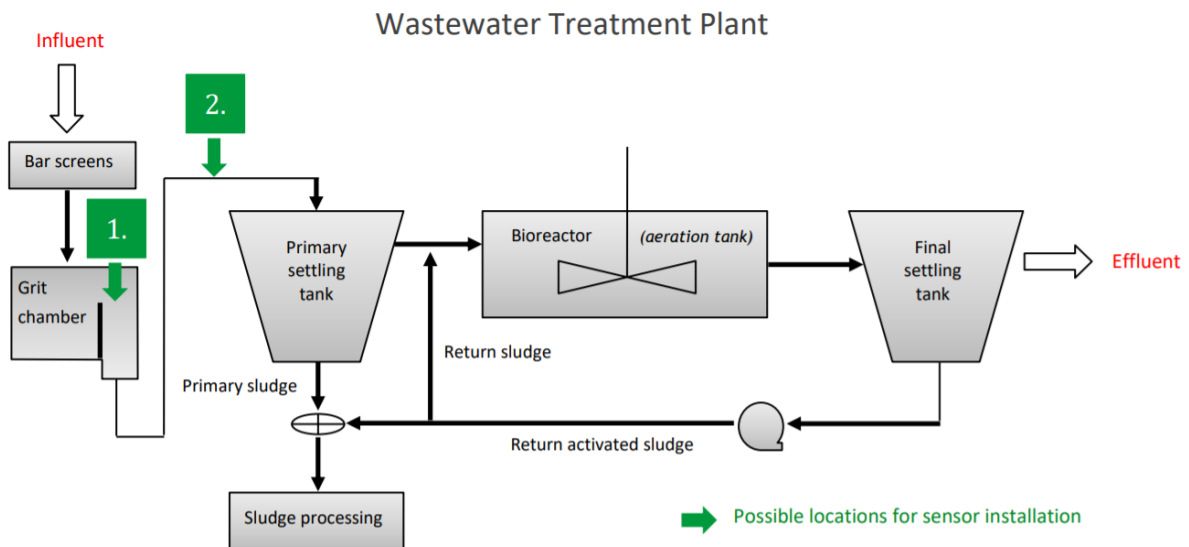 Wastewater Treatment Plant
Influent
2.
Bar screens
1.
Grit
chamber
Primary
settling
tank
Bioreactor
(aeration tank)
Final
settling
tank
Effluent
Return sludge
Primary sludge
Return activated sludge
Sludge processing
Possible locations for sensor installation